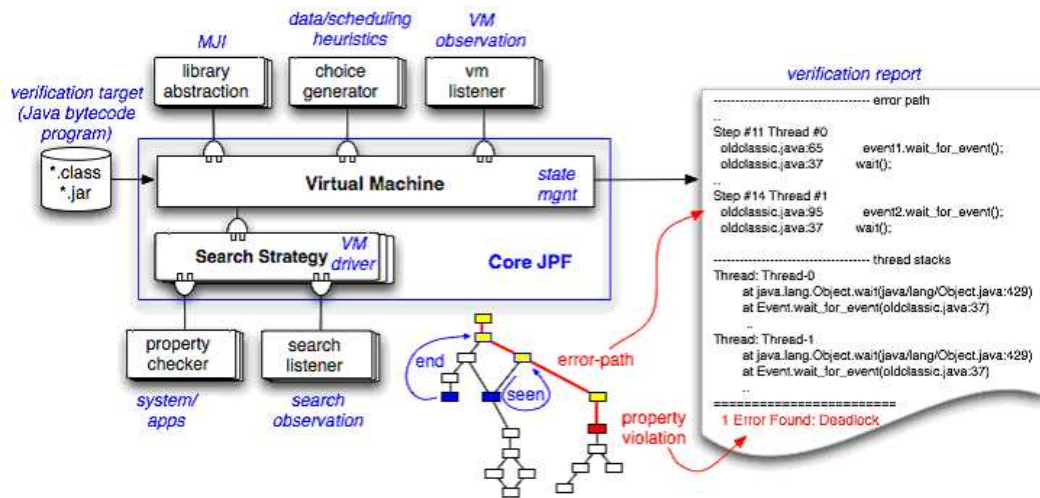 data/scheduling
heuristics
VM
observation
MJI
library
abstraction
choice
generator
vm
listener
verification target
(Java bytecode
program)
*.class
*.jar
Virtual Machine
state
mgnt
Search Strategy
VM
driver
Core JPF
property
checker
search
listener
system/
apps
search
observation
end
seen
error-path
property
violation
verification report
------------------------------------- error path
..
Step #11 Thread #0
oldclassic.java:65 event1.wait_for_event();
oldclassic.java:37 wait();
..
Step #14 Thread #1
oldclassic.java:95 event2.wait_for_event();
oldclassic.java:37 wait();
------------------------------------- thread stacks
Thread: Thread-0
at java.lang.Object.wait(java/lang/Object.java:429)
at Event.wait_for_event(oldclassic.java:37)
..
Thread: Thread-1
at java.lang.Object.wait(java/lang/Object.java:429)
at Event.wait_for_event(oldclassic.java:37)
..
========================
1 Error Found: Deadlock